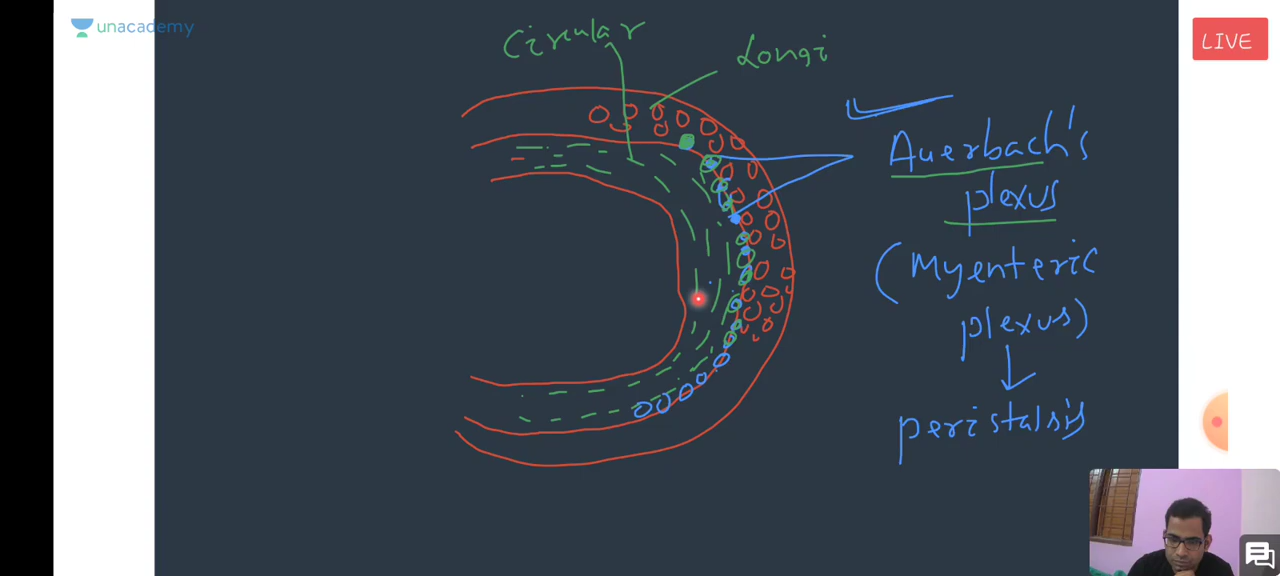 unacademy
LIVE
Circular
Longi
Auerbach's
plexus
(Myenteric
plexus)
peristalsis